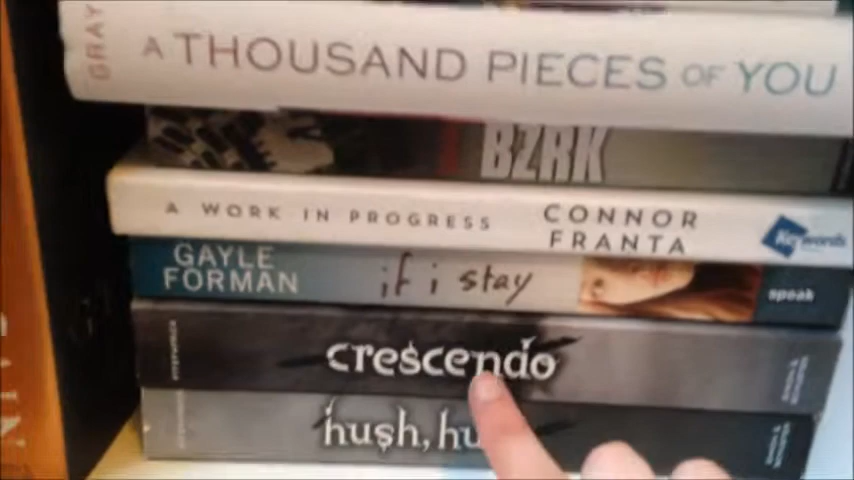 GRAY
A THOUSAND PIECES OF YOU
BZRK
A WORK IN PROGRESS
CONNOR
FRANTA
Keywords
GAYLE
FORMAN
if i stay
speak
crescendo
hush, hu